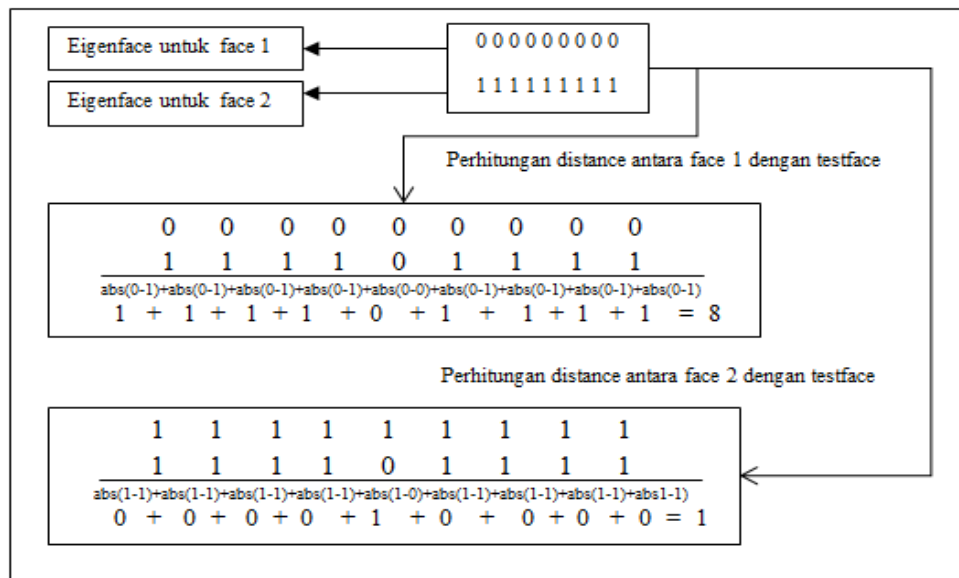 Eigenface untuk face 1
0 0 0 0 0 0 0 0 0
Eigenface untuk face 2
1 1 1 1 1 1 1 1 1
Perhitungan distance antara face 1 dengan testface
0 0 0 0 0 0 0 0 0
1 1 1 1 0 1 1 1 1
abs(0-1)+abs(0-1)+abs(0-1)+abs(0-1)+abs(0-0)+abs(0-1)+abs(0-1)+abs(0-1)+abs(0-1)
1 + 1 + 1 + 1 + 0 + 1 + 1 + 1 + 1 = 8
Perhitungan distance antara face 2 dengan testface
1 1 1 1 1 1 1 1 1
1 1 1 1 0 1 1 1 1
abs(1-1)+abs(1-1)+abs(1-1)+abs(1-1)+abs(1-0)+abs(1-1)+abs(1-1)+abs(1-1)+abs1-1)
0 + 0 + 0 + 0 + 1 + 0 + 0 + 0 + 0 = 1